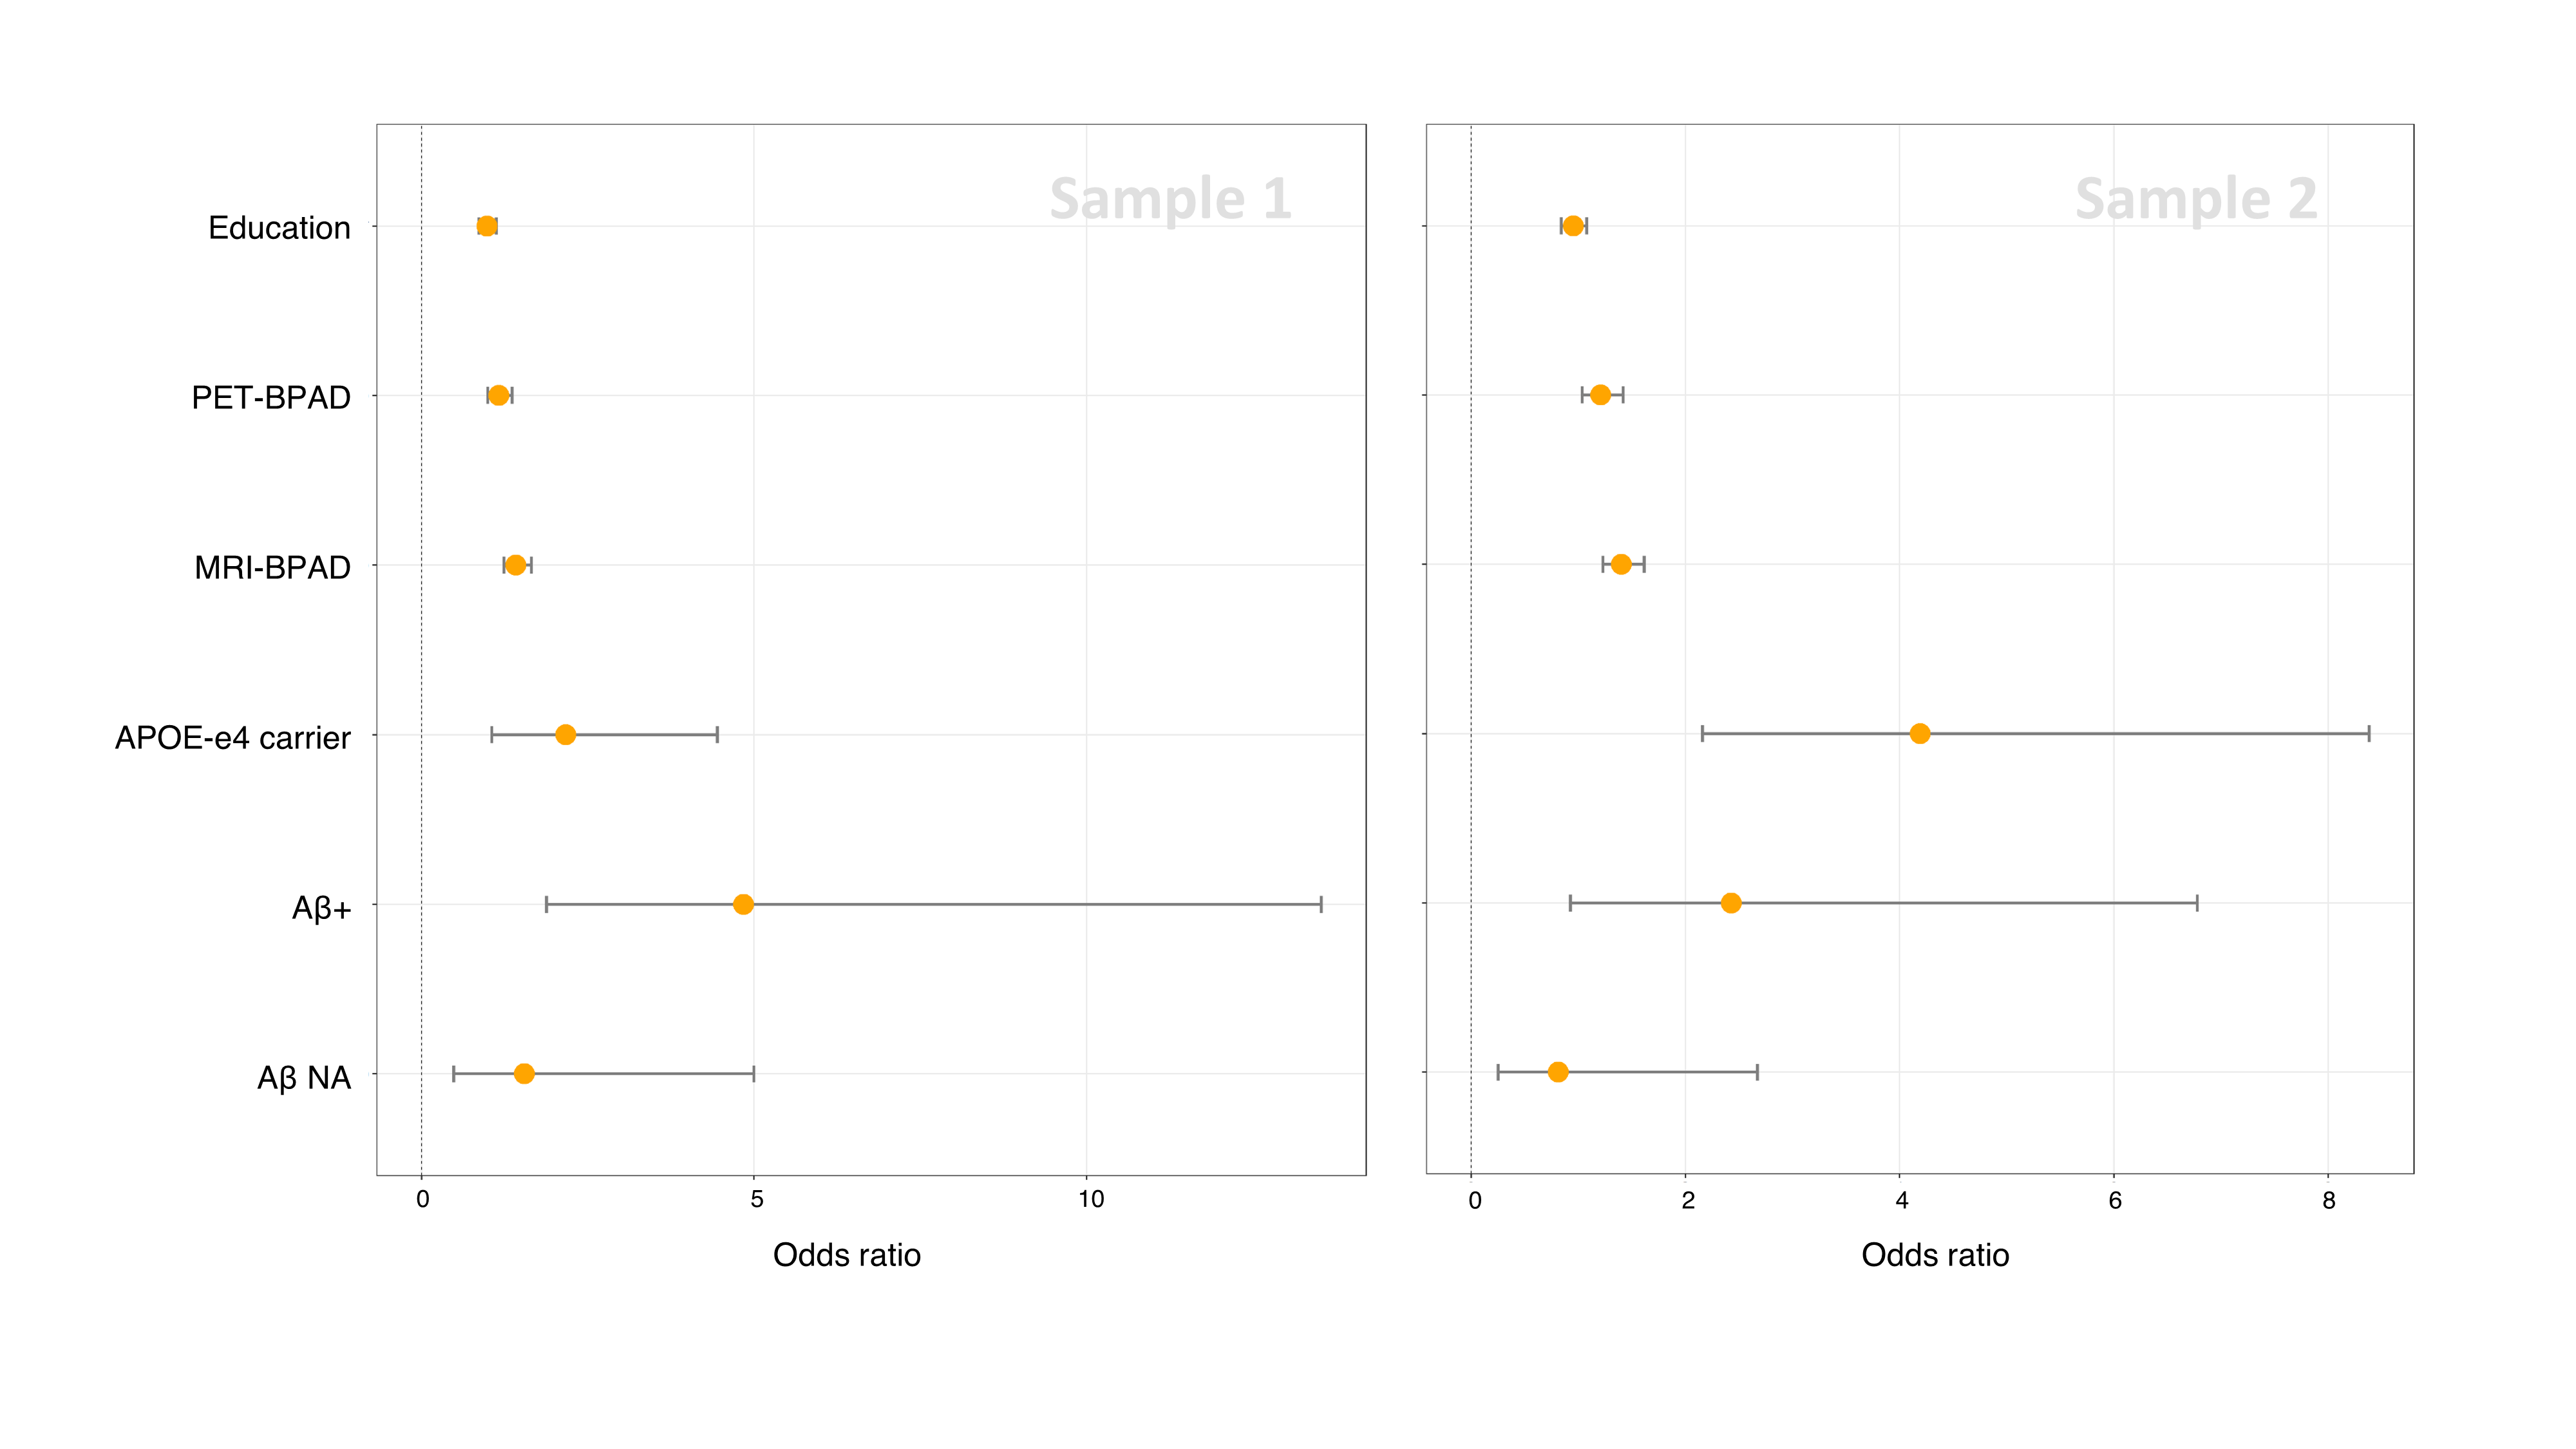 Sample 1
Sample 2
Education
PET-BPAD
MRI-BPAD
APOE-e4 carrier
Aβ+
Aβ NA
0 5 10
0 2 4 6 8
Odds ratio
Odds ratio